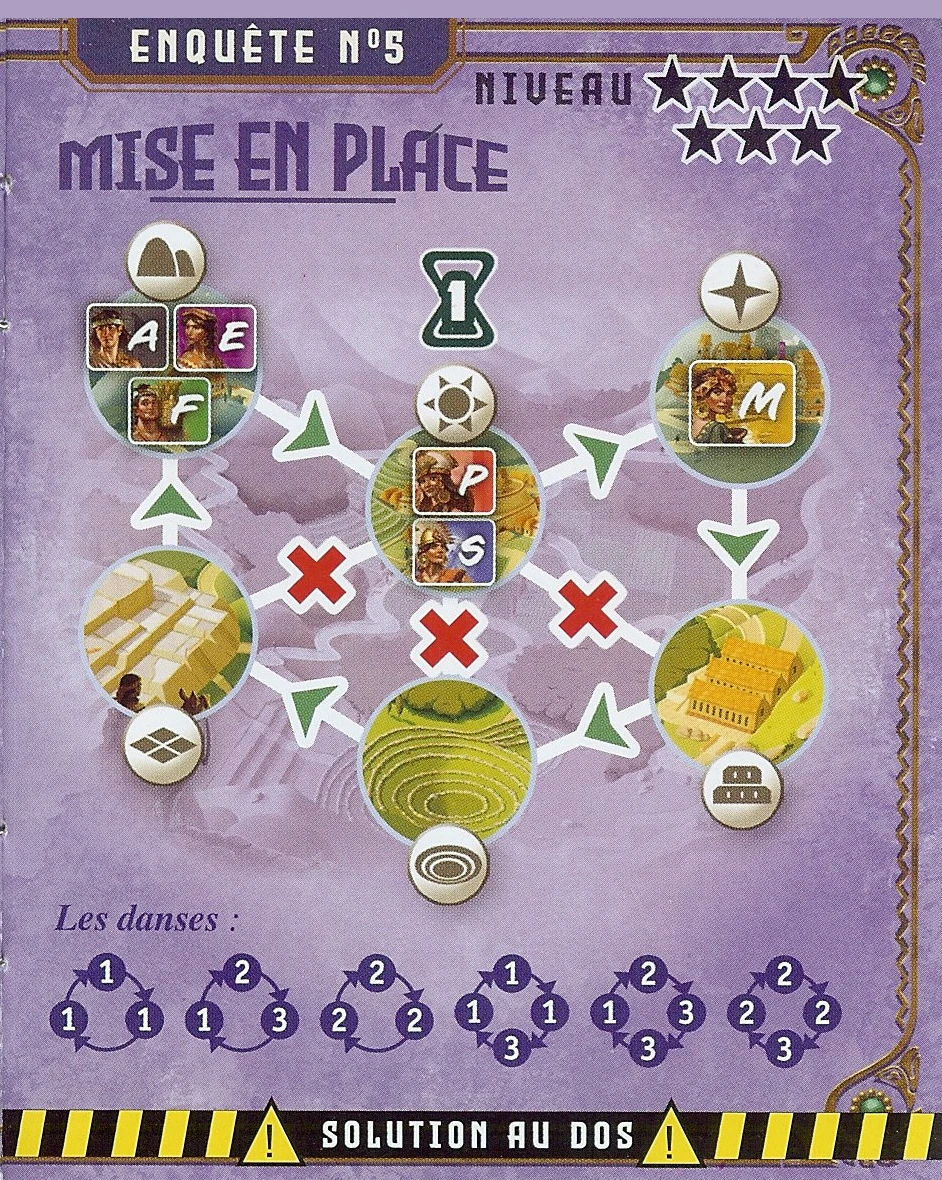 ENQUÊTE Nº5
NIVEAU
MISE EN PLACE
1
A E
F
P
S
M
Les danses :
1 1 1
2 3 1
2 2 2
1 1 3 1
2 3 3 1
2 2 3 2
SOLUTION AU DOS